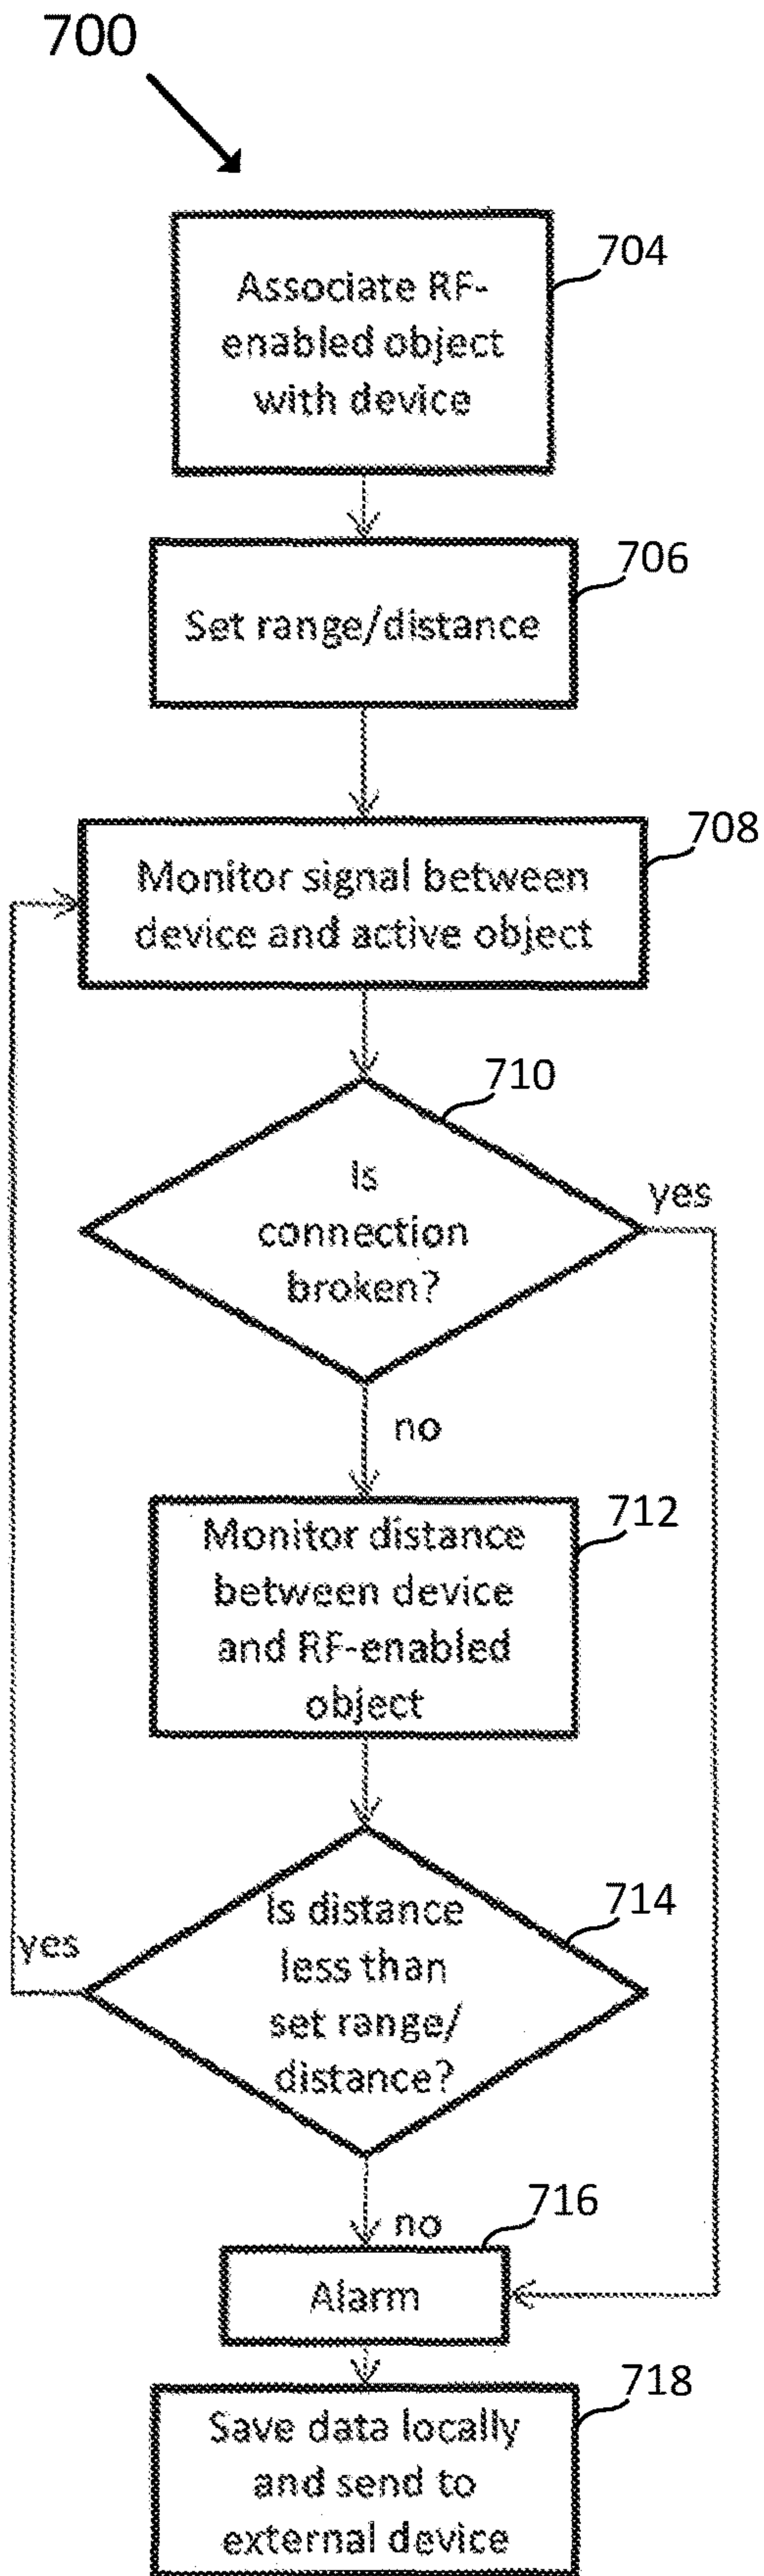 700
704
Associate RF-
enabled object
with device
706
Set range/distance
708
Monitor signal between
device and active object
710
Is
connection
broken?
yes
no
712
Monitor distance
between device
and RF-enabled
object
714
Is distance
less than
set range/
distance?
yes
no
716
Alarm
718
Save data locally
and send to
external device